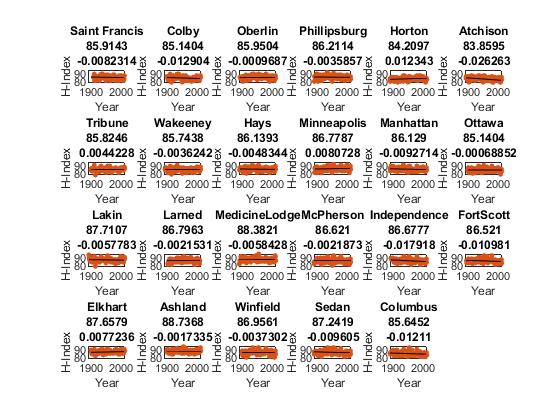 Saint Francis Colby Oberlin Phillipsburg Horton Atchison
85.9143 85.1404 85.9504 86.2114 84.2097 83.8595
-0.0082314 -0.012904 -0.0009687 -0.0035857 0.012343 -0.026263
H-Index 90 80 H-Index 90 80 H-Index 90 80 H-Index 90 80 H-Index 90 80 H-Index 90 80
1900 2000 1900 2000 1900 2000 1900 2000 1900 2000 1900 2000
Year Year Year Year Year Year
Tribune Wakeeney Hays Minneapolis Manhattan Ottawa
85.8246 85.7438 86.1393 86.7787 86.129 85.1404
0.0044228 -0.0036242 -0.0048344 0.0080728 -0.0092714 -0.00068852
H-Index 90 80 H-Index 90 80 H-Index 90 80 H-Index 90 80 H-Index 90 80 H-Index 90 80
1900 2000 1900 2000 1900 2000 1900 2000 1900 2000 1900 2000
Year Year Year Year Year Year
Lakin Larned MedicineLodge McPherson Independence FortScott
87.7107 86.7963 88.3821 86.621 86.6777 86.521
-0.0057783 -0.0021531 -0.0058428 -0.0021873 -0.017918 -0.010981
H-Index 90 80 H-Index 90 80 H-Index 90 80 H-Index 90 80 H-Index 90 80 H-Index 90 80
1900 2000 1900 2000 1900 2000 1900 2000 1900 2000 1900 2000
Year Year Year Year Year Year
Elkhart Ashland Winfield Sedan Columbus
87.6579 88.7368 86.9561 87.2419 85.6452
0.0077236 -0.0017335 -0.0037302 -0.009605 -0.01211
H-Index 90 80 H-Index 90 80 H-Index 90 80 H-Index 90 80 H-Index 90 80
1900 2000 1900 2000 1900 2000 1900 2000 1900 2000
Year Year Year Year Year